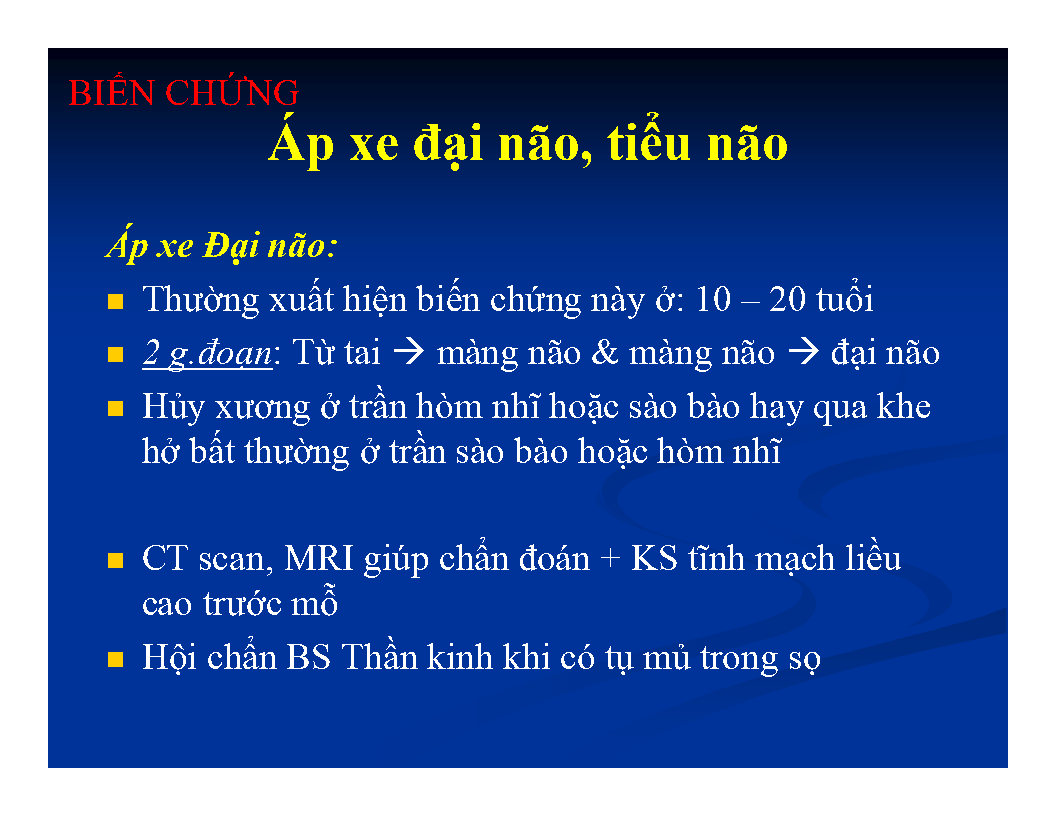 BIẾN CHỨNG
Áp xe đại não, tiểu não
Áp xe Đại não:
Thường xuất hiện biến chứng này ở: 10 – 20 tuổi
2 g.đoạn: Từ tai → màng não & màng não → đại não
Hủy xương ở trần hòm nhĩ hoặc sào bào hay qua khe
hở bất thường ở trần sào bào hoặc hòm nhĩ
CT scan, MRI giúp chẩn đoán + KS tĩnh mạch liều
cao trước mỗ
Hội chẩn BS Thần kinh khi có tụ mủ trong sọ